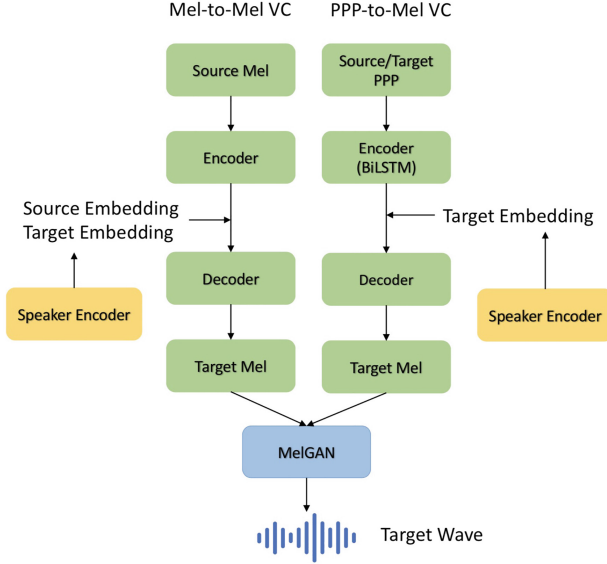 Mel-to-Mel VC
PPP-to-Mel VC
Source Mel
Source/Target
PPP
Encoder
Encoder
(BiLSTM)
Source Embedding
Target Embedding
Target Embedding
Speaker Encoder
Decoder
Decoder
Speaker Encoder
Target Mel
Target Mel
MelGAN
Target Wave